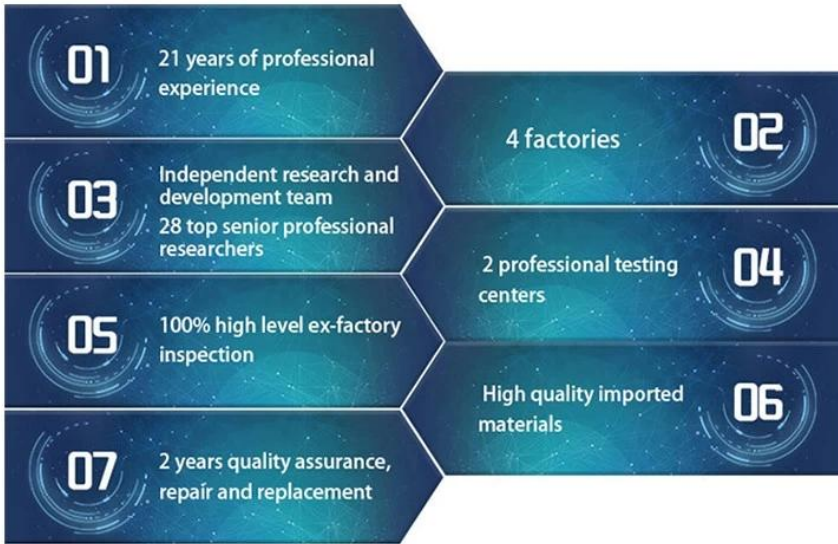 01
21 years of professional
experience
02
4 factories
03
Independent research and
development team
28 top senior professional
researchers
04
2 professional testing
centers
05
100% high level ex-factory
inspection
06
High quality imported
materials
07
2 years quality assurance,
repair and replacement